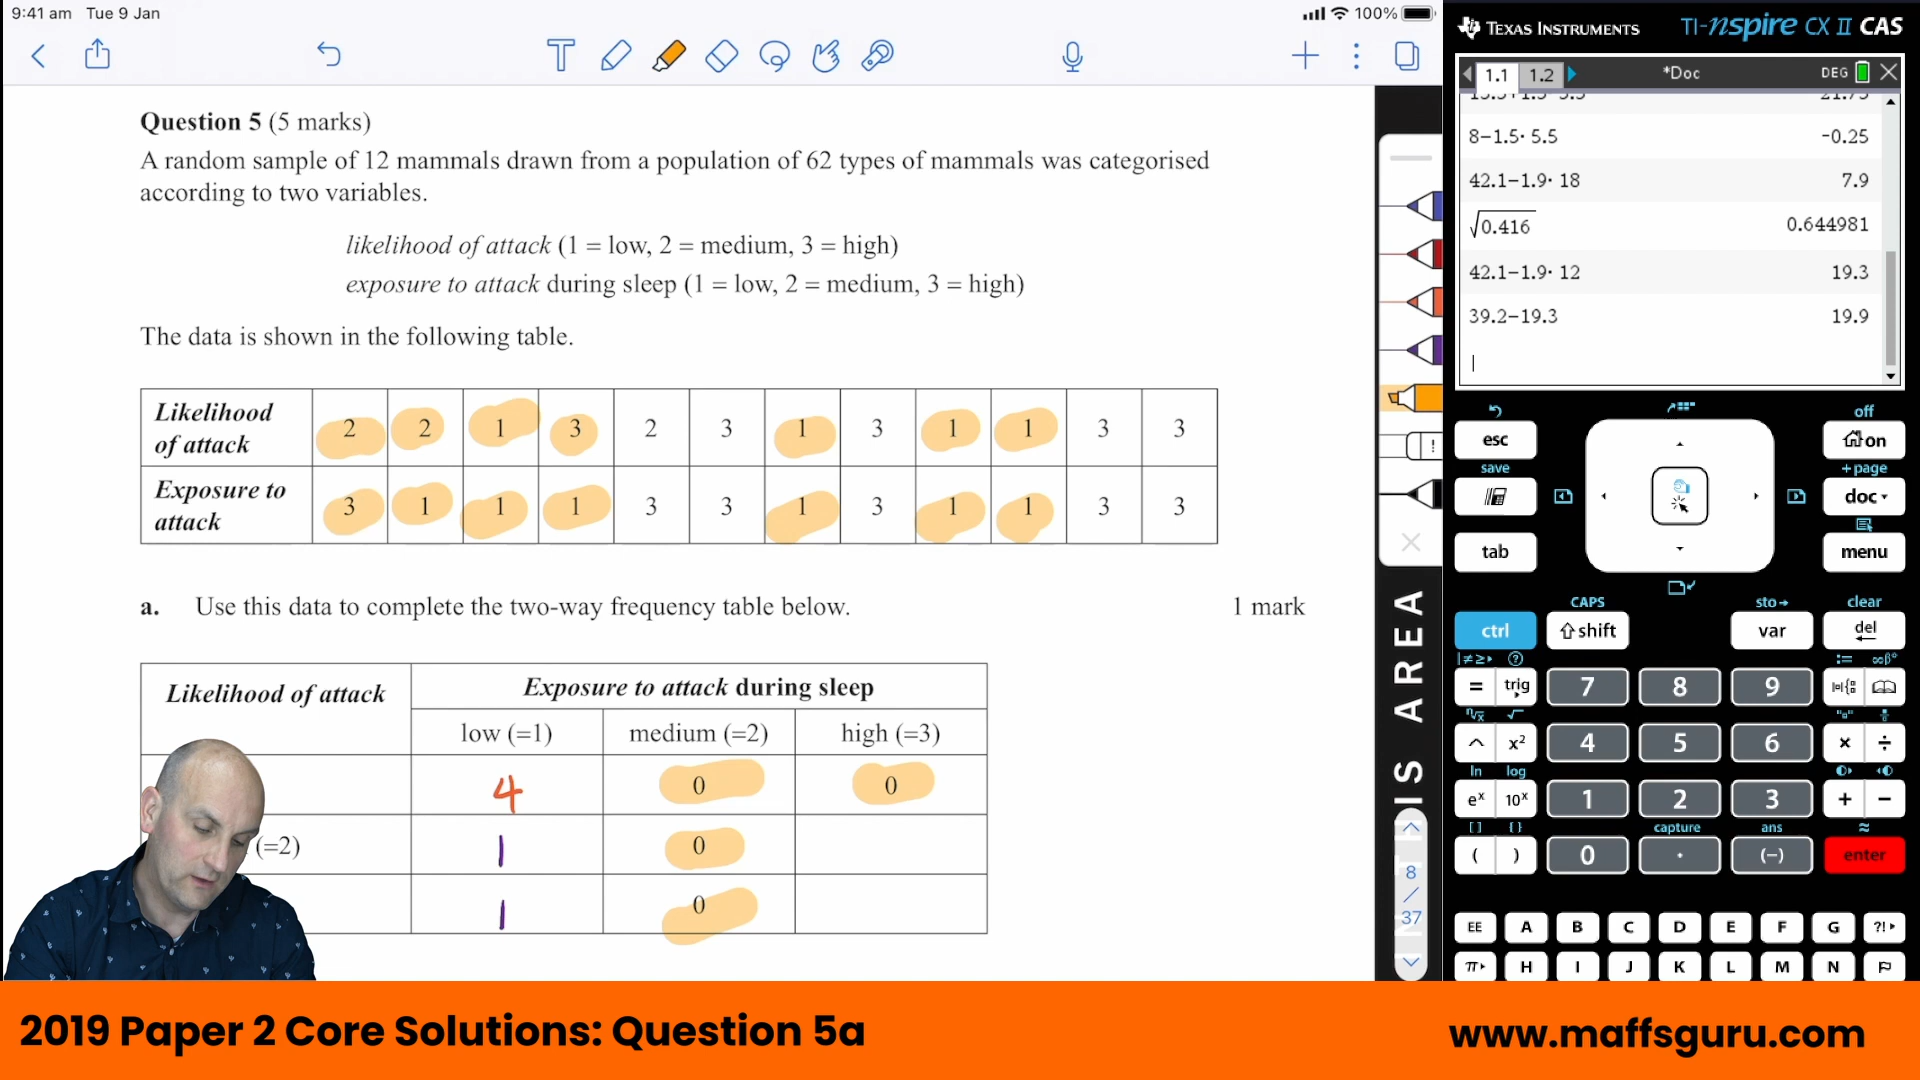 9:41 am Tue 9 Jan
100%
Question 5 (5 marks)
A random sample of 12 mammals drawn from a population of 62 types of mammals was categorised
according to two variables.
likelihood of attack (1 = low, 2 = medium, 3 = high)
exposure to attack during sleep (1 = low, 2 = medium, 3 = high)
The data is shown in the following table.
Likelihood of attack 2 2 1 3 2 3 1 3 1 1 3 3
Exposure to attack 3 1 1 1 3 3 1 3 1 1 3 3
a. Use this data to complete the two-way frequency table below. 1 mark
Likelihood of attack Exposure to attack during sleep
low (=1) medium (=2) high (=3)
4 0 0
(=2) 1 0
1 0
AREA
8
/
37
TEXAS INSTRUMENTS TI-nspire CX II CAS
1.1 1.2 *Doc DEG
8−1.5·5.5 -0.25
42.1−1.9·18 7.9
√0.416 0.644981
42.1−1.9·12 19.3
39.2−19.3 19.9
off
esc on
save +page
doc
tab menu
CAPS sto→ clear
ctrl shift var del
= trig 7 8 9
^ x² 4 5 6 × ÷
ln log
eˣ 10ˣ 1 2 3 + −
[ ] { } capture ans ≈
( ) 0 . (−) enter
EE A B C D E F G ?!
π H I J K L M N
2019 Paper 2 Core Solutions: Question 5a
www.maffsguru.com